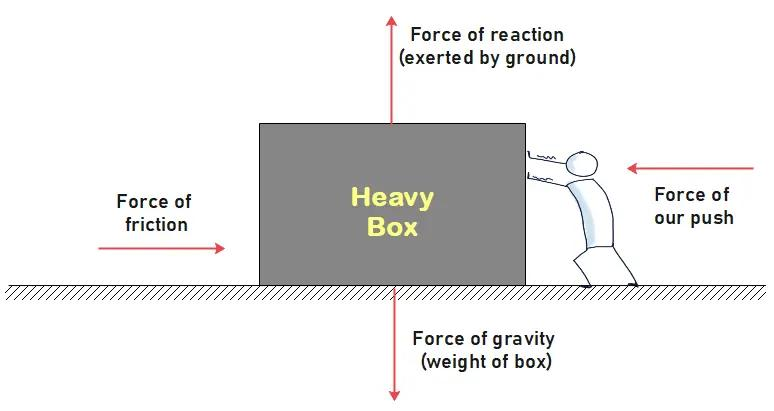 Force of reaction
(exerted by ground)
Heavy
Box
Force of
friction
Force of
our push
Force of gravity
(weight of box)